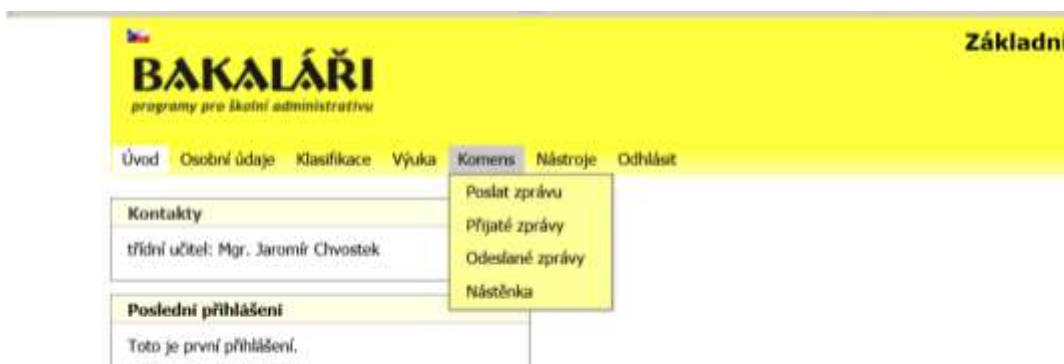 Základní
BAKALÁŘI
programy pro školní administrativu
Úvod Osobní údaje Klasifikace Výuka Komens Nástroje Odhlásit
Poslat zprávu
Přijaté zprávy
Odeslané zprávy
Nástěnka
Kontakty
třídní učitel: Mgr. Jaromír Chvostek
Poslední přihlášení
Toto je první přihlášení.